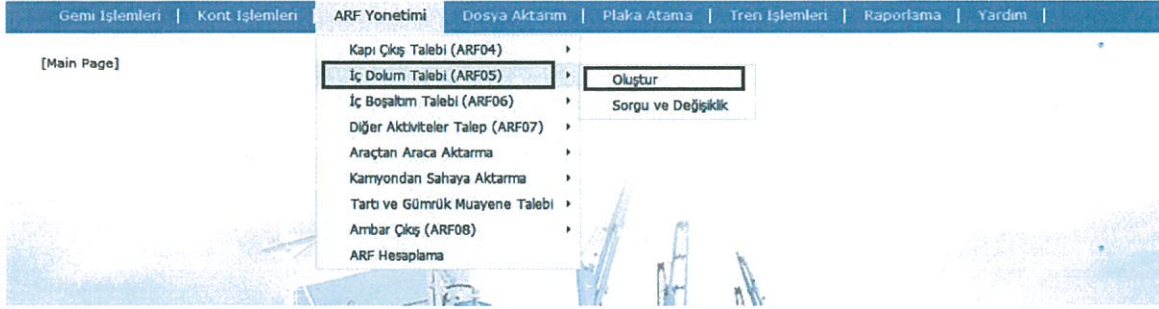 Gemi İşlemleri | Kont İşlemleri | ARF Yonetimi Dosya Aktarım | Plaka Atama | Tren İşlemleri | Raporlama | Yardım |
[Main Page]
Kapı Çıkış Talebi (ARF04)
İç Dolum Talebi (ARF05)
Oluştur
İç Boşaltım Talebi (ARF06)
Sorgu ve Değişiklik
Diğer Aktiviteler Talep (ARF07)
Araçtan Araca Aktarma
Kamyondan Sahaya Aktarma
Tartı ve Gümrük Muayene Talebi
Ambar Çıkış (ARF08)
ARF Hesaplama